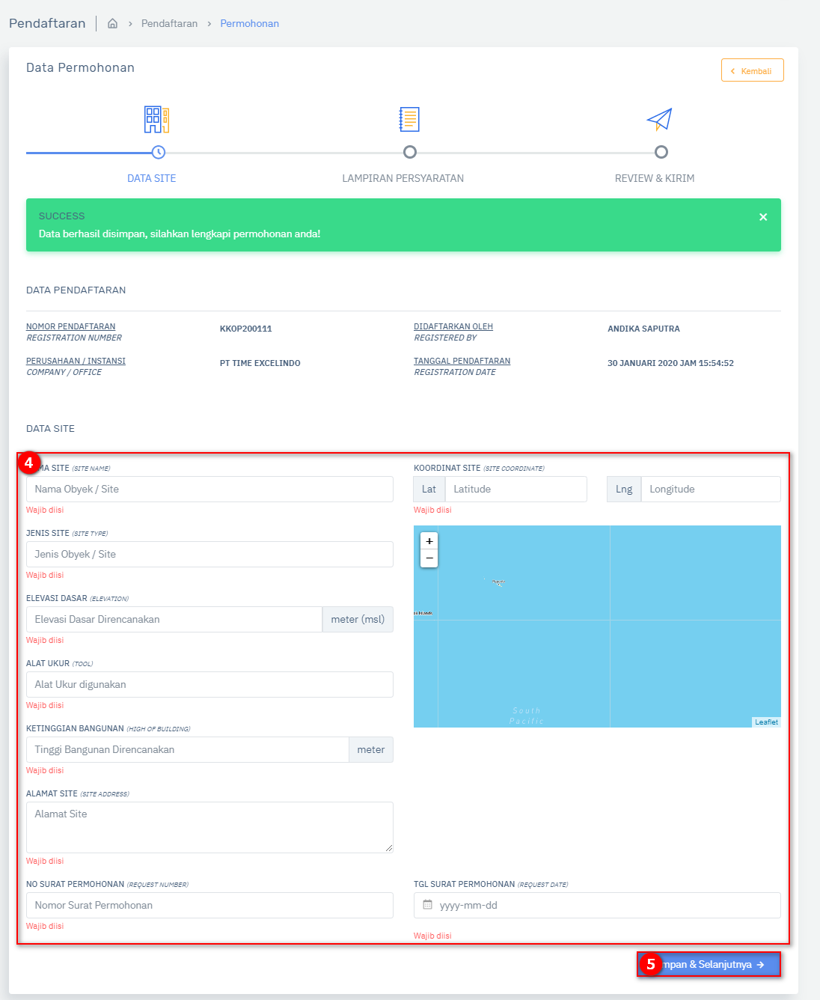 Pendaftaran
Pendaftaran > Permohonan
Data Permohonan
Kembali
DATA SITE
LAMPIRAN PERSYARATAN
REVIEW & KIRIM
SUCCESS
Data berhasil disimpan, silahkan lengkapi permohonan anda!
DATA PENDAFTARAN
NOMOR PENDAFTARAN
REGISTRATION NUMBER
KKOP200111
DIDAFTARKAN OLEH
REGISTERED BY
ANDIKA SAPUTRA
PERUSAHAAN / INSTANSI
COMPANY / OFFICE
PT TIME EXCELINDO
TANGGAL PENDAFTARAN
REGISTRATION DATE
30 JANUARI 2020 JAM 15:54:52
DATA SITE
4
MA SITE (SITE NAME)
Nama Obyek / Site
Wajib diisi
KOORDINAT SITE (SITE COORDINATE)
Lat Latitude
Lng Longitude
Wajib diisi
JENIS SITE (SITE TYPE)
Jenis Obyek / Site
Wajib diisi
ELEVASI DASAR (ELEVATION)
Elevasi Dasar Direncanakan meter (msl)
Wajib diisi
ALAT UKUR (TOOL)
Alat Ukur digunakan
Wajib diisi
KETINGGIAN BANGUNAN (HIGH OF BUILDING)
Tinggi Bangunan Direncanakan meter
Wajib diisi
ALAMAT SITE (SITE ADDRESS)
Alamat Site
Wajib diisi
+
−
South
Pacific
Leaflet
NO SURAT PERMOHONAN (REQUEST NUMBER)
Nomor Surat Permohonan
Wajib diisi
TGL SURAT PERMOHONAN (REQUEST DATE)
yyyy-mm-dd
Wajib diisi
5
mpan & Selanjutnya →